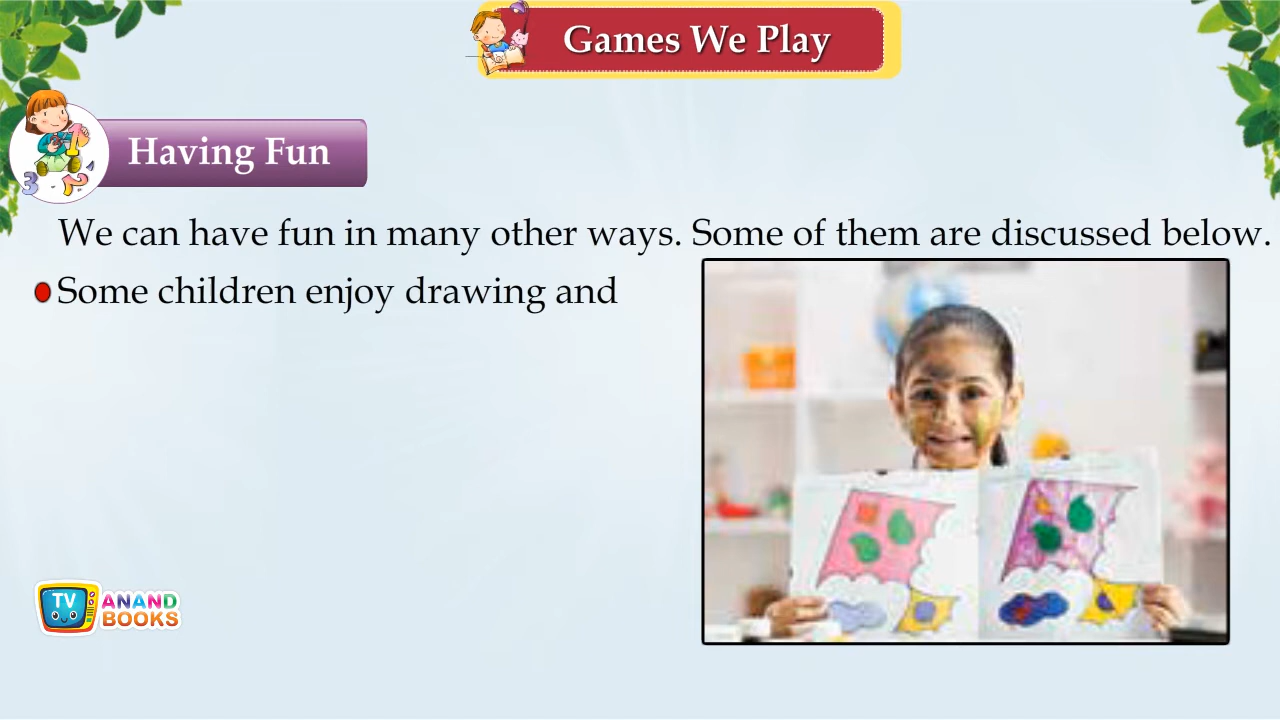 Games We Play
Having Fun
We can have fun in many other ways. Some of them are discussed below.
Some children enjoy drawing and
TV
ANAND
BOOKS